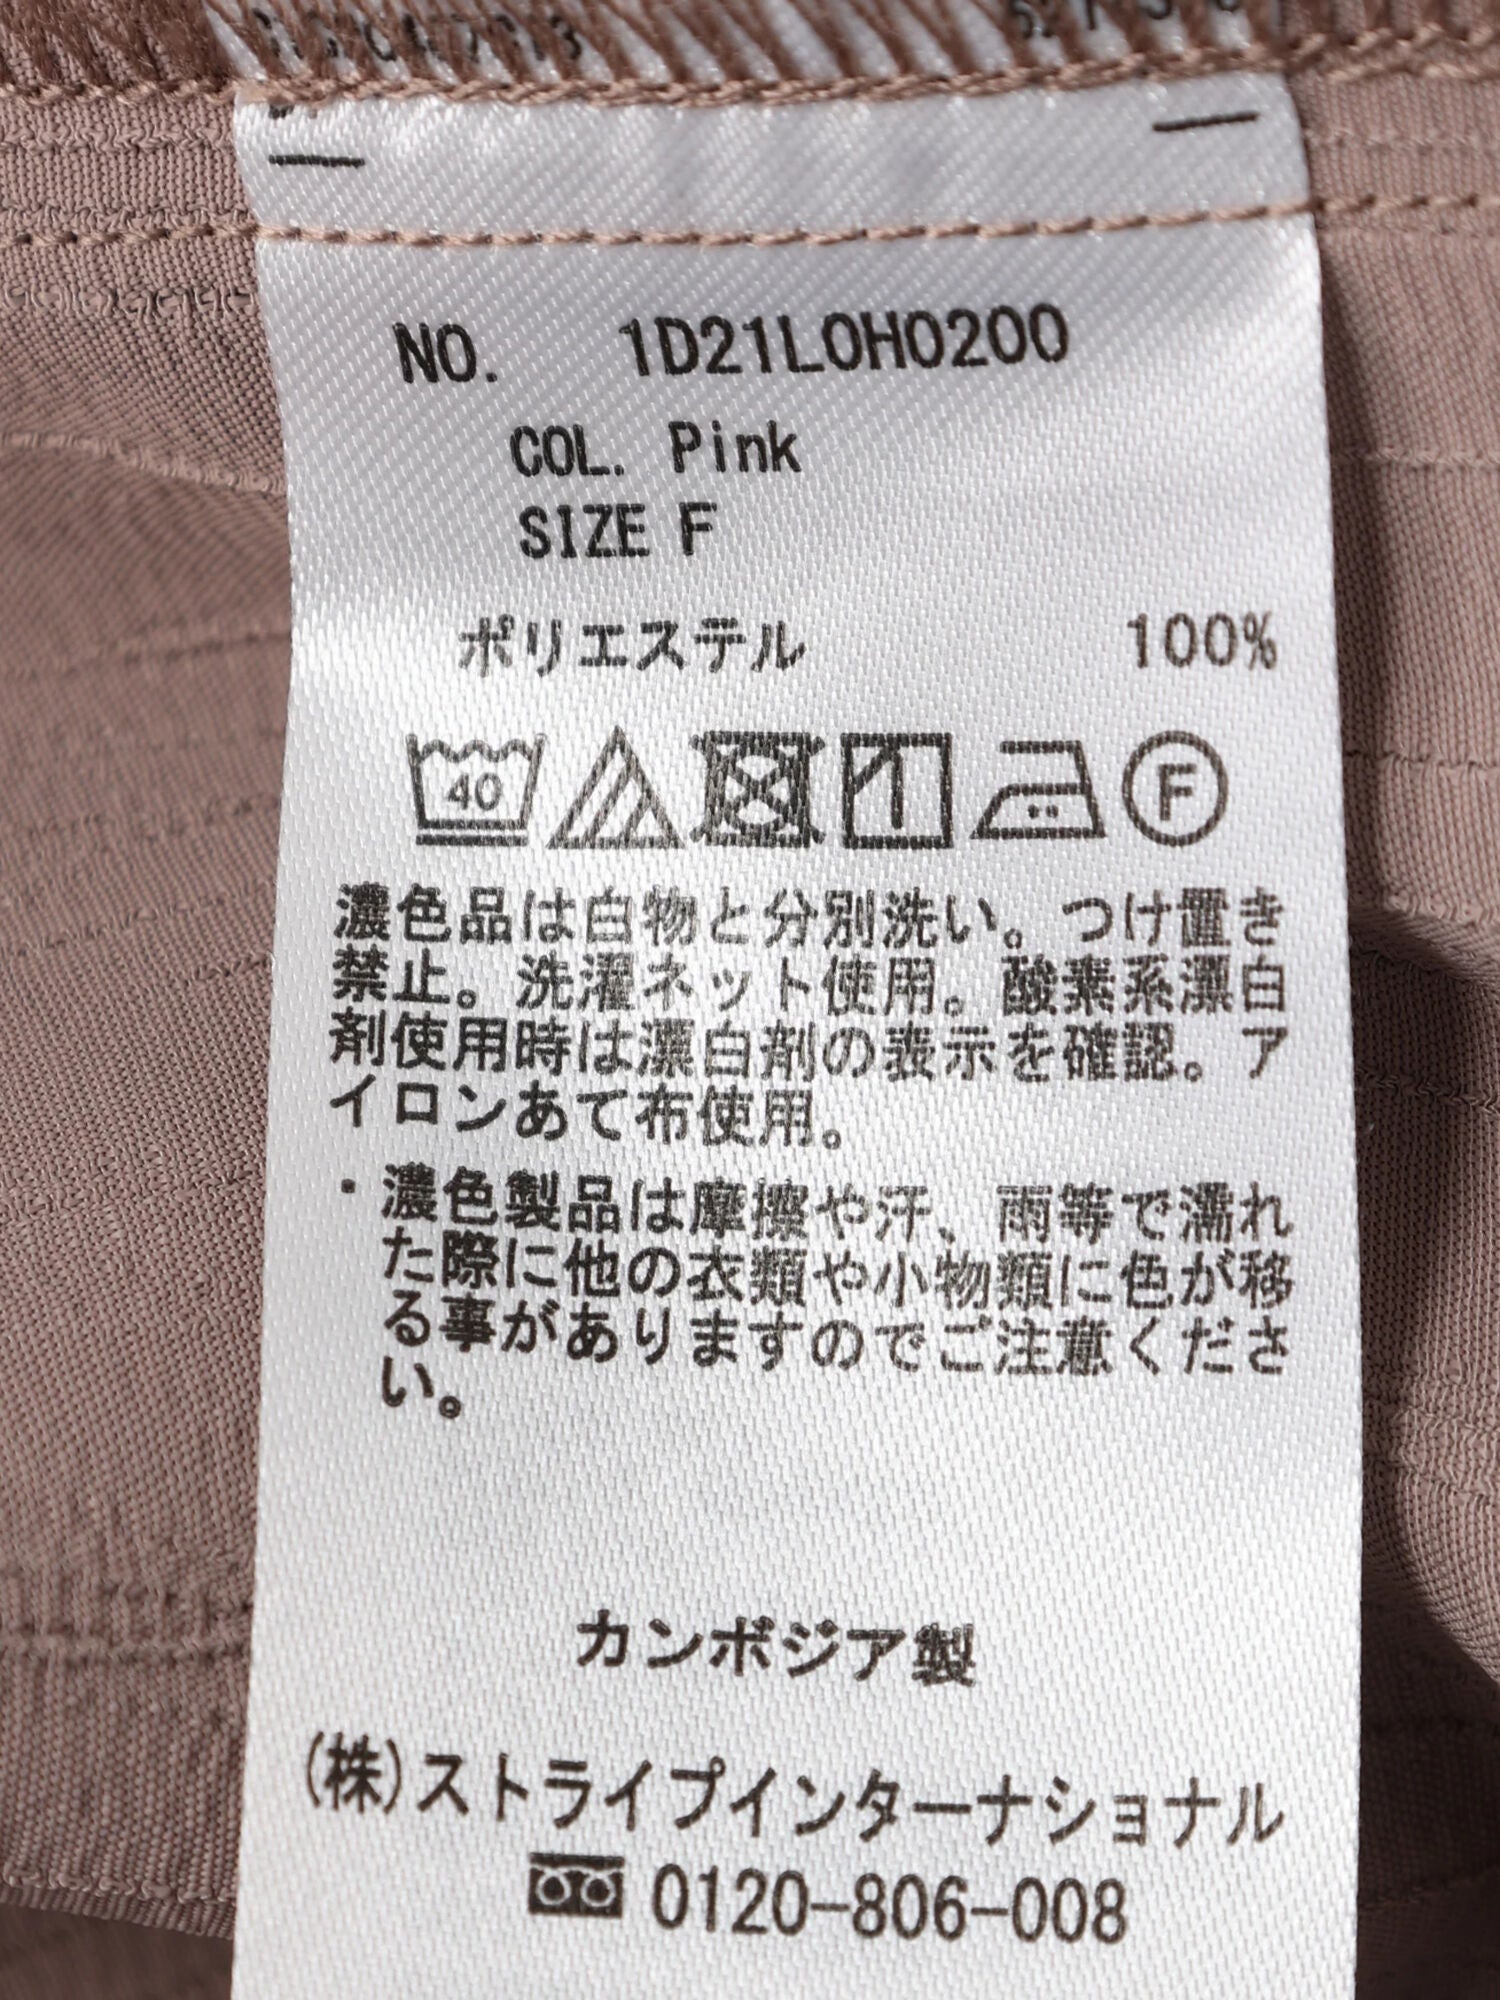 NO. 1D21L0H0200
COL. Pink
SIZE F
ポリエステル 100%
40 F
濃色品は白物と分別洗い。つけ置き
禁止。洗濯ネット使用。酸素系漂白
剤使用時は漂白剤の表示を確認。ア
イロンあて布使用。
・濃色製品は摩擦や汗、雨等で濡れ
た際に他の衣類や小物類に色が移
る事がありますのでご注意くださ
い。
カンボジア製
(株)ストライプインターナショナル
0120-806-008